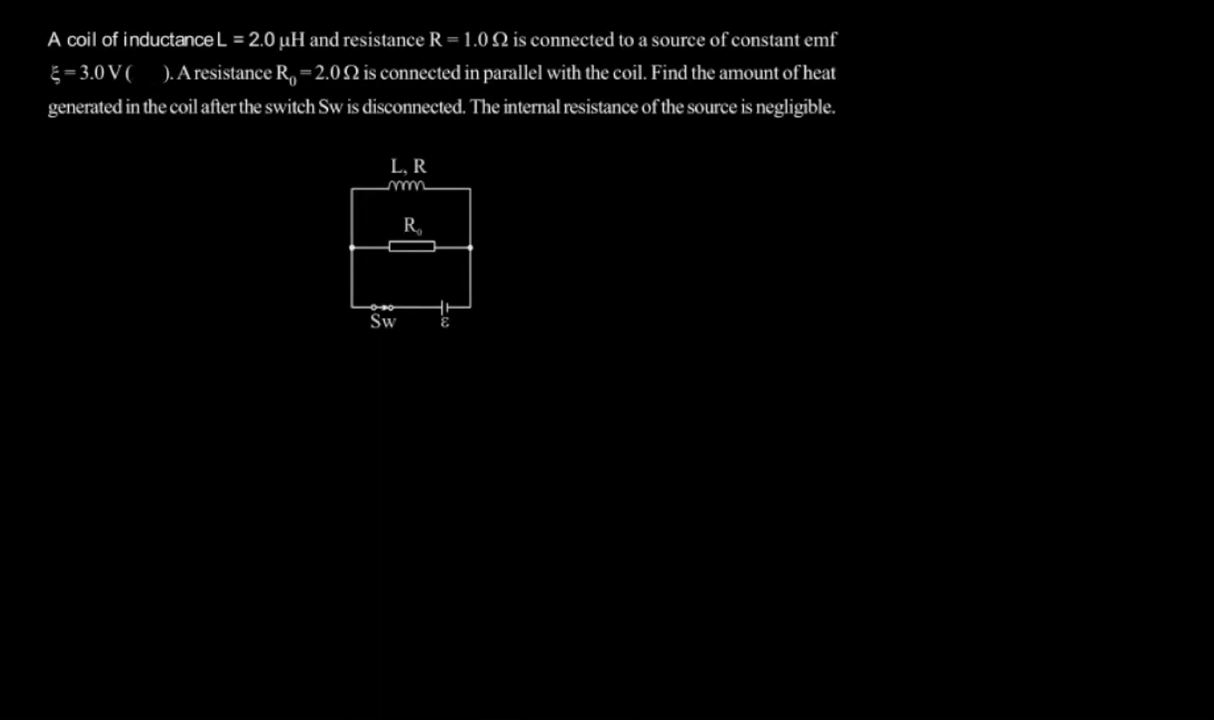 A coil of inductance L = 2.0 μH and resistance R = 1.0 Ω is connected to a source of constant emf
ξ = 3.0 V ( ). A resistance R₀ = 2.0 Ω is connected in parallel with the coil. Find the amount of heat
generated in the coil after the switch Sw is disconnected. The internal resistance of the source is negligible.
L, R
R₀
Sw
ε